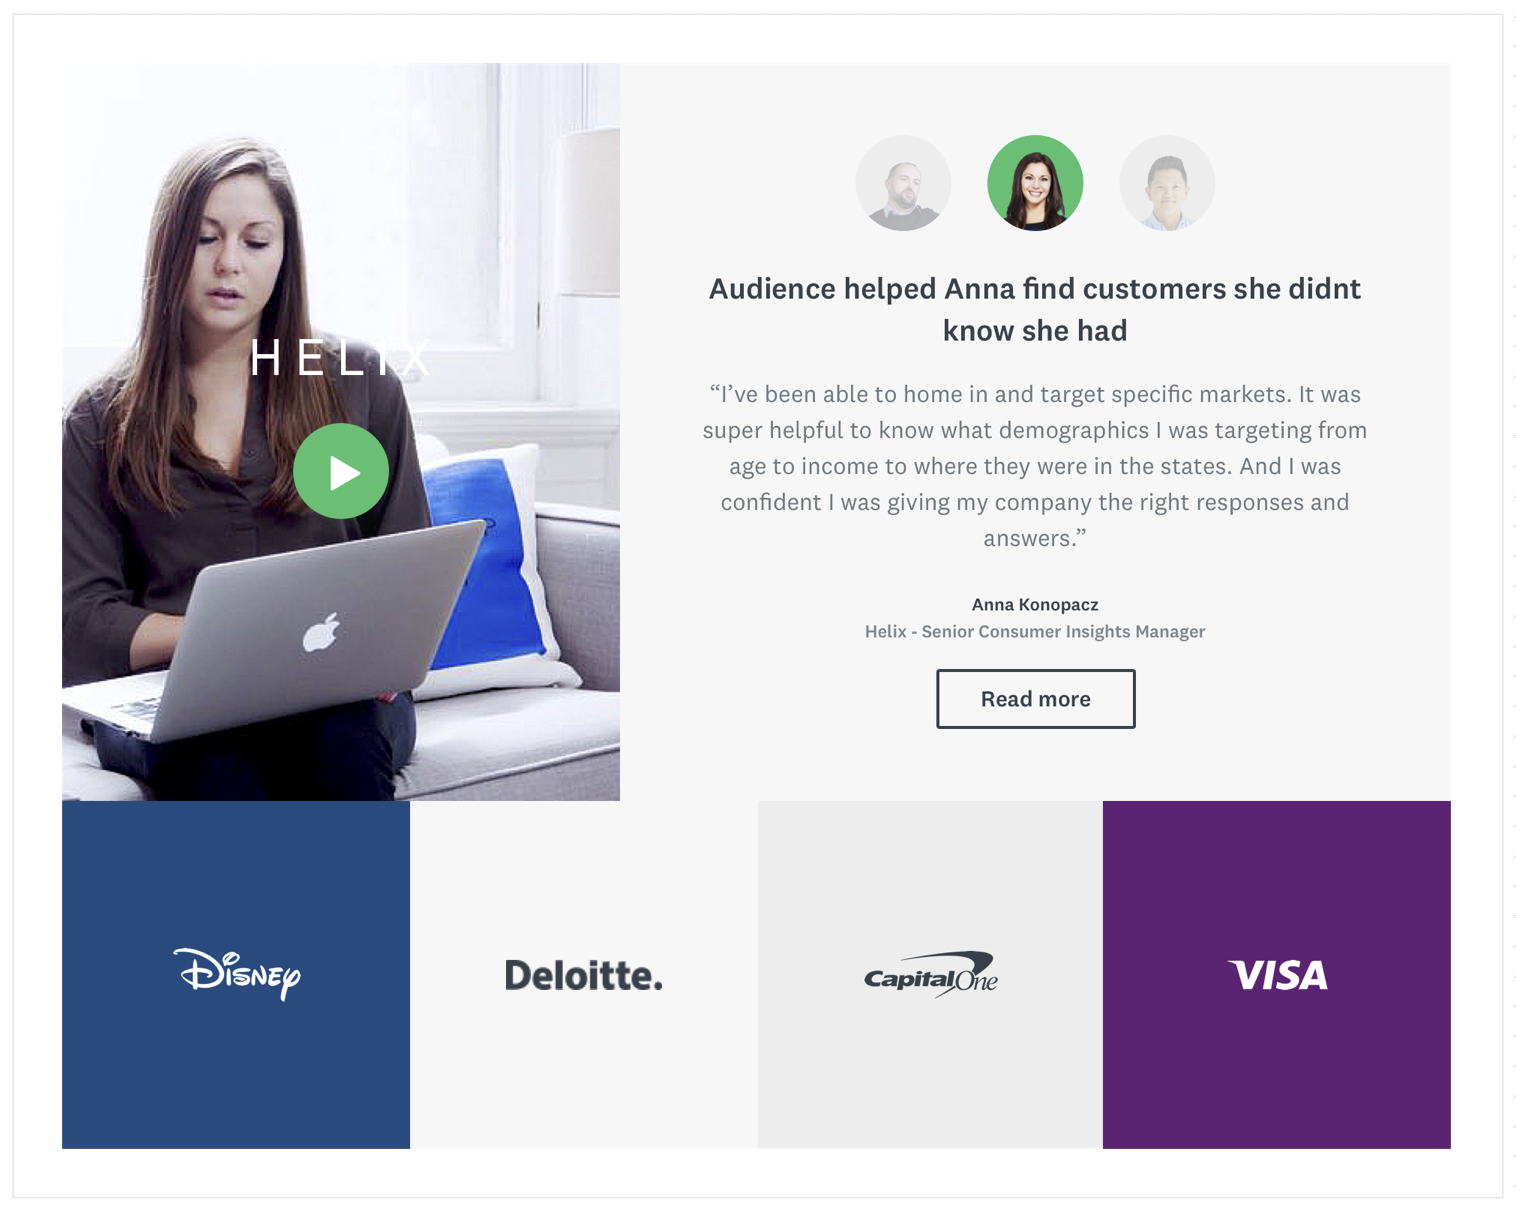 HELIX
Audience helped Anna find customers she didnt
know she had
“I’ve been able to home in and target specific markets. It was
super helpful to know what demographics I was targeting from
age to income to where they were in the states. And I was
confident I was giving my company the right responses and
answers.”
Anna Konopacz
Helix - Senior Consumer Insights Manager
Read more
Disney
Deloitte.
CapitalOne
VISA